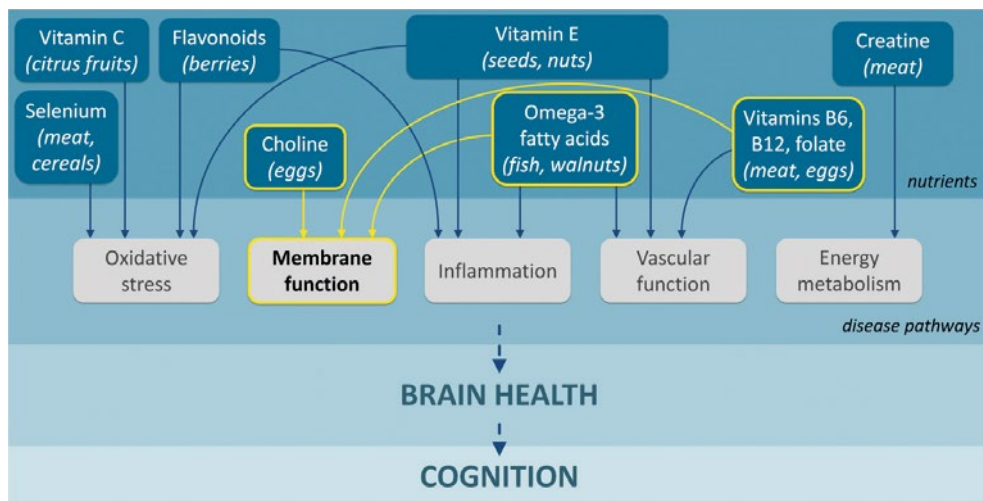 Vitamin C
(citrus fruits)
Flavonoids
(berries)
Vitamin E
(seeds, nuts)
Creatine
(meat)
Selenium
(meat,
cereals)
Choline
(eggs)
Omega-3
fatty acids
(fish, walnuts)
Vitamins B6,
B12, folate
(meat, eggs)
nutrients
Oxidative
stress
Membrane
function
Inflammation
Vascular
function
Energy
metabolism
disease pathways
BRAIN HEALTH
COGNITION